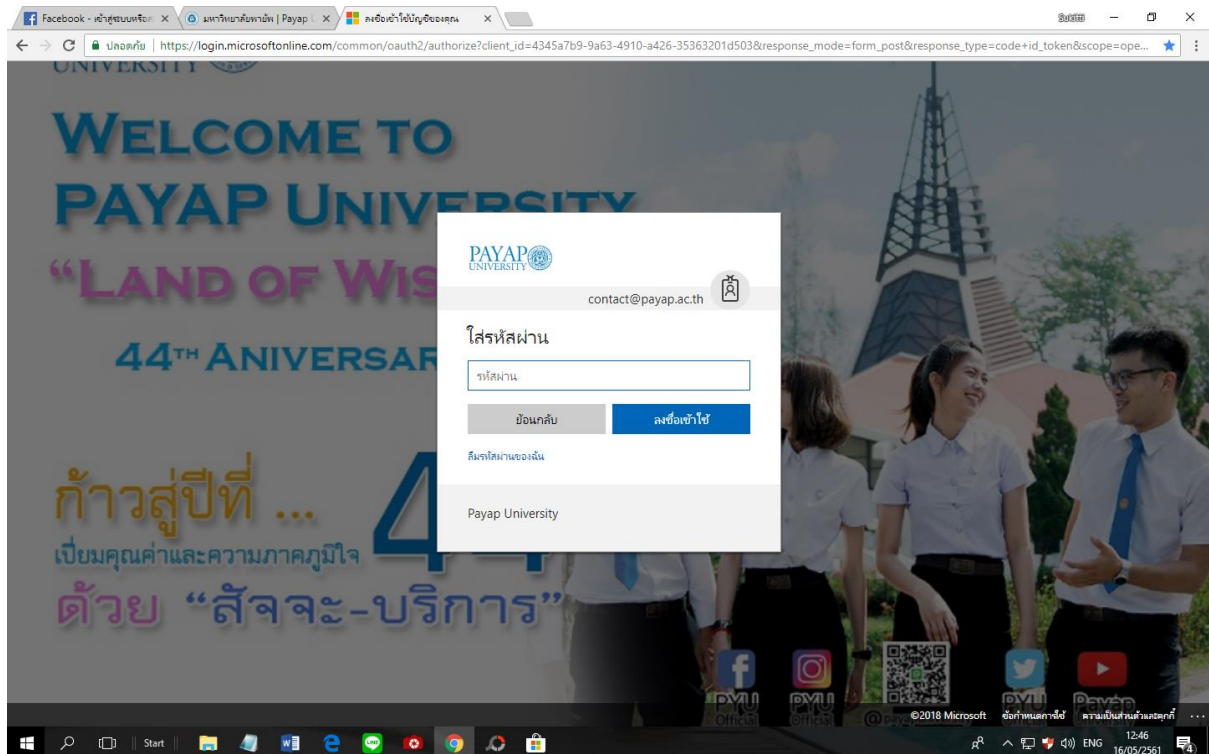 Facebook - เข้าสู่ระบบหรือส
มหาวิทยาลัยพายัพ | Payap U
ลงชื่อเข้าใช้บัญชีของคุณ
ปลอดภัย | https://login.microsoftonline.com/common/oauth2/authorize?client_id=4345a7b9-9a63-4910-a426-35363201d503&response_mode=form_post&response_type=code+id_token&scope=ope...
UNIVERSITY
WELCOME TO
PAYAP UNIVERSITY
“LAND OF WIS
44TH ANIVERSAR
ก้าวสู่ปีที่ ... 44
เปี่ยมคุณค่าและความภาคภูมิใจ
ด้วย “สัจจะ-บริการ”
PAYAP
UNIVERSITY
contact@payap.ac.th
ใส่รหัสผ่าน
รหัสผ่าน
ย้อนกลับ
ลงชื่อเข้าใช้
ลืมรหัสผ่านของฉัน
Payap University
PYU
Official
PYU
Official
PYU
Payap
©2018 Microsoft ข้อกำหนดการใช้ ความเป็นส่วนตัวและคุกกี้ ...
Start
ENG
12:46
16/05/2561